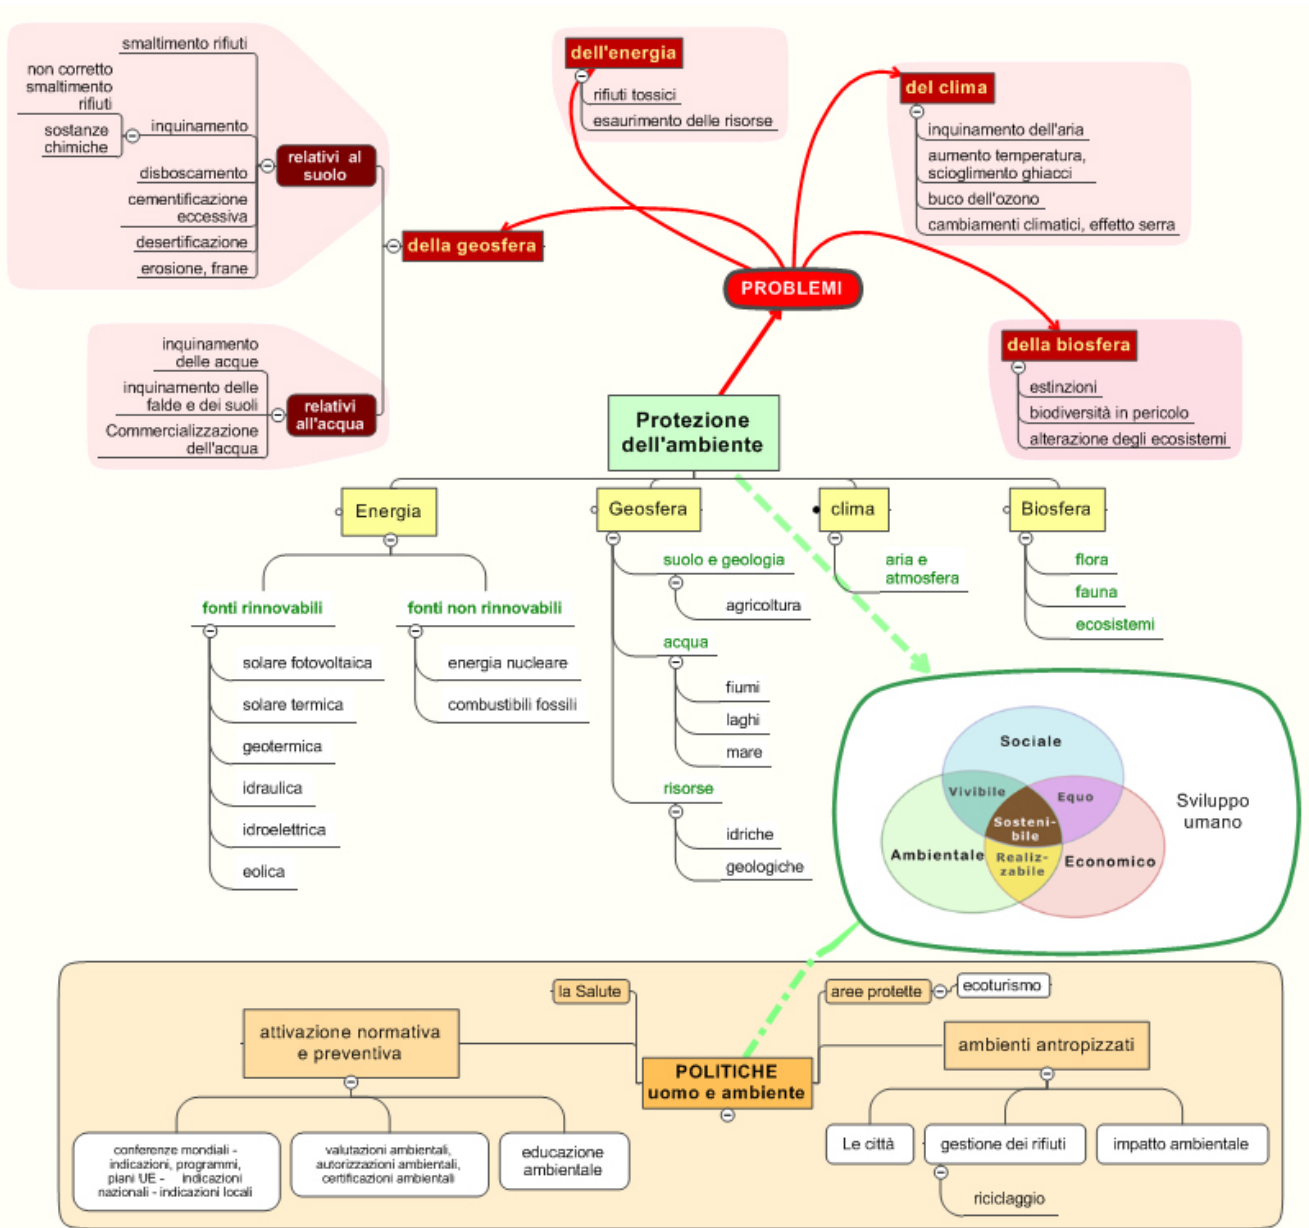 smaltimento rifiuti
non corretto
smaltimento
rifiuti
sostanze
chimiche
inquinamento
disboscamento
cementificazione
eccessiva
desertificazione
erosione, frane
relativi al
suolo
inquinamento
delle acque
inquinamento delle
falde e dei suoli
Commercializzazione
dell'acqua
relativi
all'acqua
della geosfera
dell'energia
rifiuti tossici
esaurimento delle risorse
del clima
inquinamento dell'aria
aumento temperatura,
scioglimento ghiacci
buco dell'ozono
cambiamenti climatici, effetto serra
PROBLEMI
della biosfera
estinzioni
biodiversità in pericolo
alterazione degli ecosistemi
Protezione
dell'ambiente
Energia
fonti rinnovabili
solare fotovoltaica
solare termica
geotermica
idraulica
idroelettrica
eolica
fonti non rinnovabili
energia nucleare
combustibili fossili
Geosfera
suolo e geologia
agricoltura
acqua
fiumi
laghi
mare
risorse
idriche
geologiche
clima
aria e
atmosfera
Biosfera
flora
fauna
ecosistemi
Sociale
Vivibile
Equo
Sosteni-
bile
Ambientale
Realiz-
zabile
Economico
Sviluppo
umano
la Salute
aree protette
ecoturismo
attivazione normativa
e preventiva
POLITICHE
uomo e ambiente
ambienti antropizzati
conferenze mondiali -
indicazioni, programmi,
piani UE - Indicazioni
nazionali - indicazioni locali
valutazioni ambientali,
autorizzazioni ambientali,
certificazioni ambientali
educazione
ambientale
Le città
gestione dei rifiuti
impatto ambientale
riciclaggio